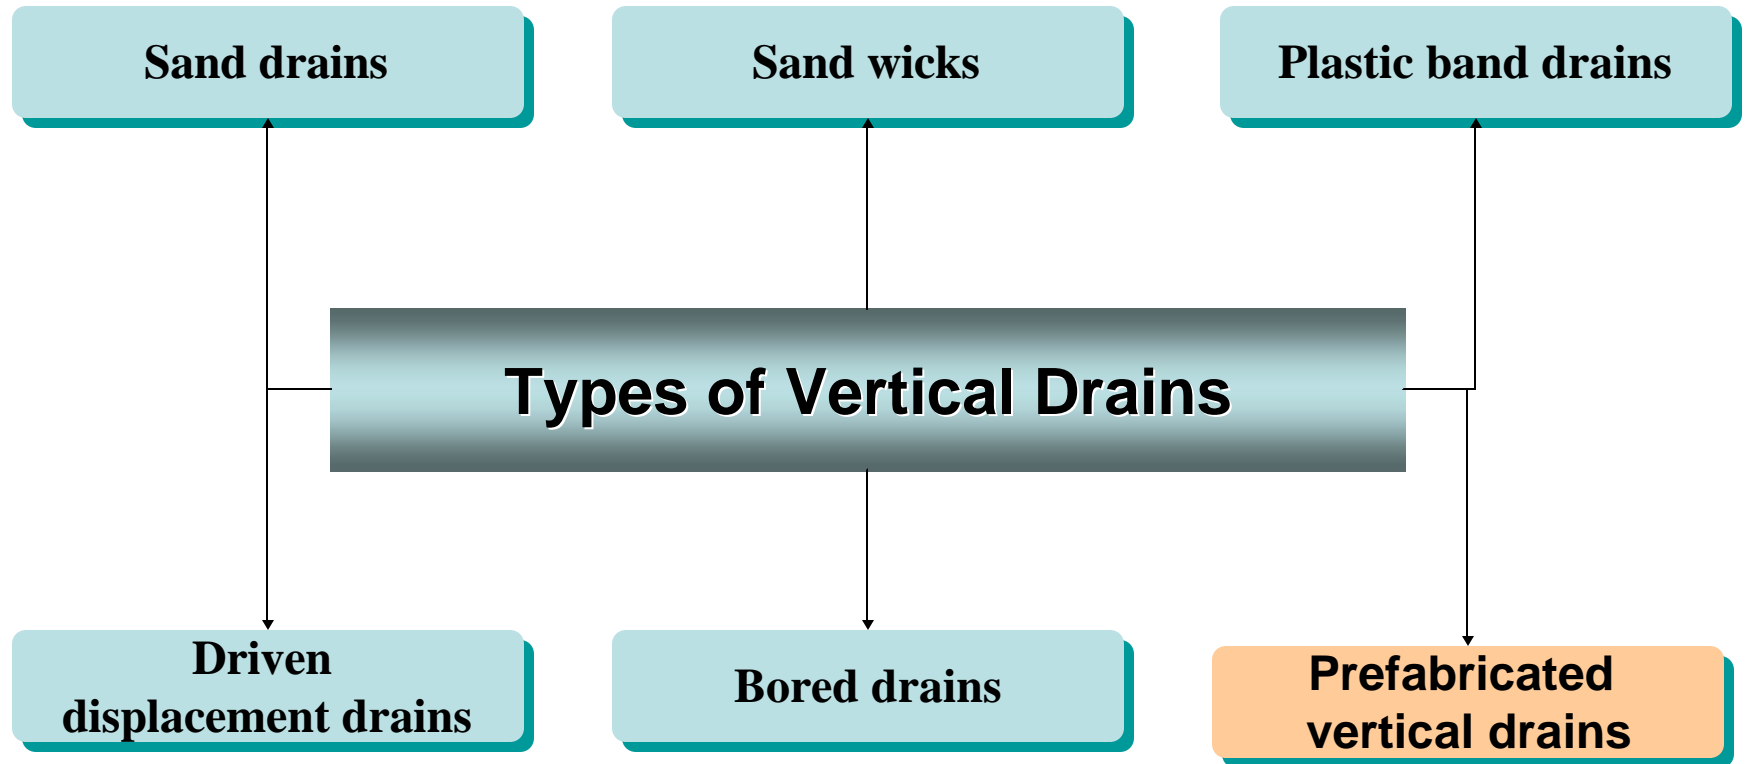 Sand drains
Sand wicks
Plastic band drains
Types of Vertical Drains
Driven
displacement drains
Bored drains
Prefabricated
vertical drains